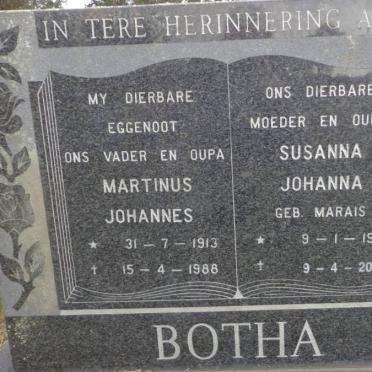 IN TERE HERINNERING A
MY DIERBARE
EGGENOOT
ONS VADER EN OUPA
MARTINUS
JOHANNES
★ 31 – 7 – 1913
† 15 – 4 – 1988
ONS DIERBARE
MOEDER EN OU
SUSANNA
JOHANNA
GEB. MARAIS
★ 9 – 1 – 19
† 9 – 4 – 20
BOTHA